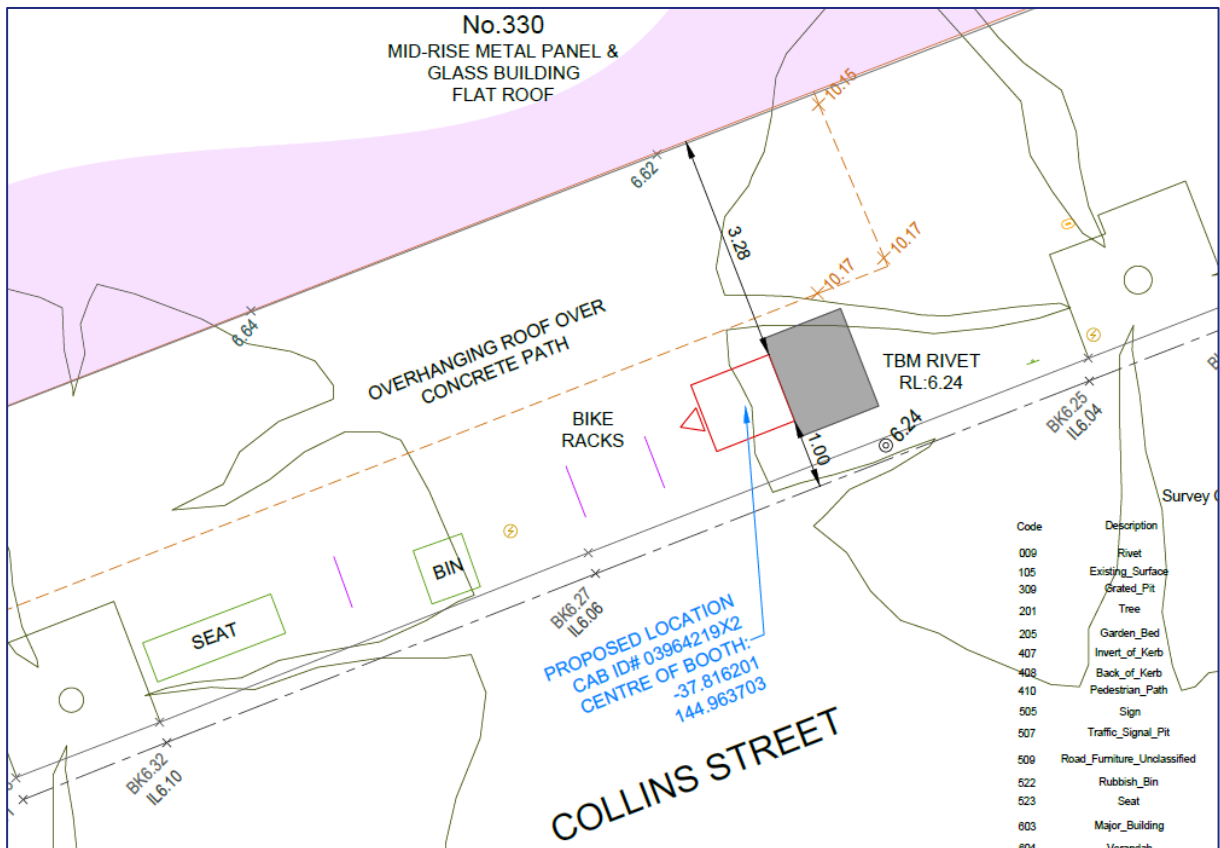 No.330
MID-RISE METAL PANEL &
GLASS BUILDING
FLAT ROOF
10.15
6.62
3.28
10.17
10.17
6.64
OVERHANGING ROOF OVER
CONCRETE PATH
BIKE
RACKS
TBM RIVET
RL:6.24
6.24
1.00
BK6.25
IL6.04
BIN
SEAT
BK6.27
IL6.06
PROPOSED LOCATION
CAB ID# 03964219X2
CENTRE OF BOOTH:
-37.816201
144.963703
BK6.32
IL6.10
COLLINS STREET
Survey
Code Description
009 Rivet
105 Existing_Surface
309 Grated_Pit
201 Tree
205 Garden_Bed
407 Invert_of_Kerb
408 Back_of_Kerb
410 Pedestrian_Path
505 Sign
507 Traffic_Signal_Pit
509 Road_Furniture_Unclassified
522 Rubbish_Bin
523 Seat
603 Major_Building
604 Verandah